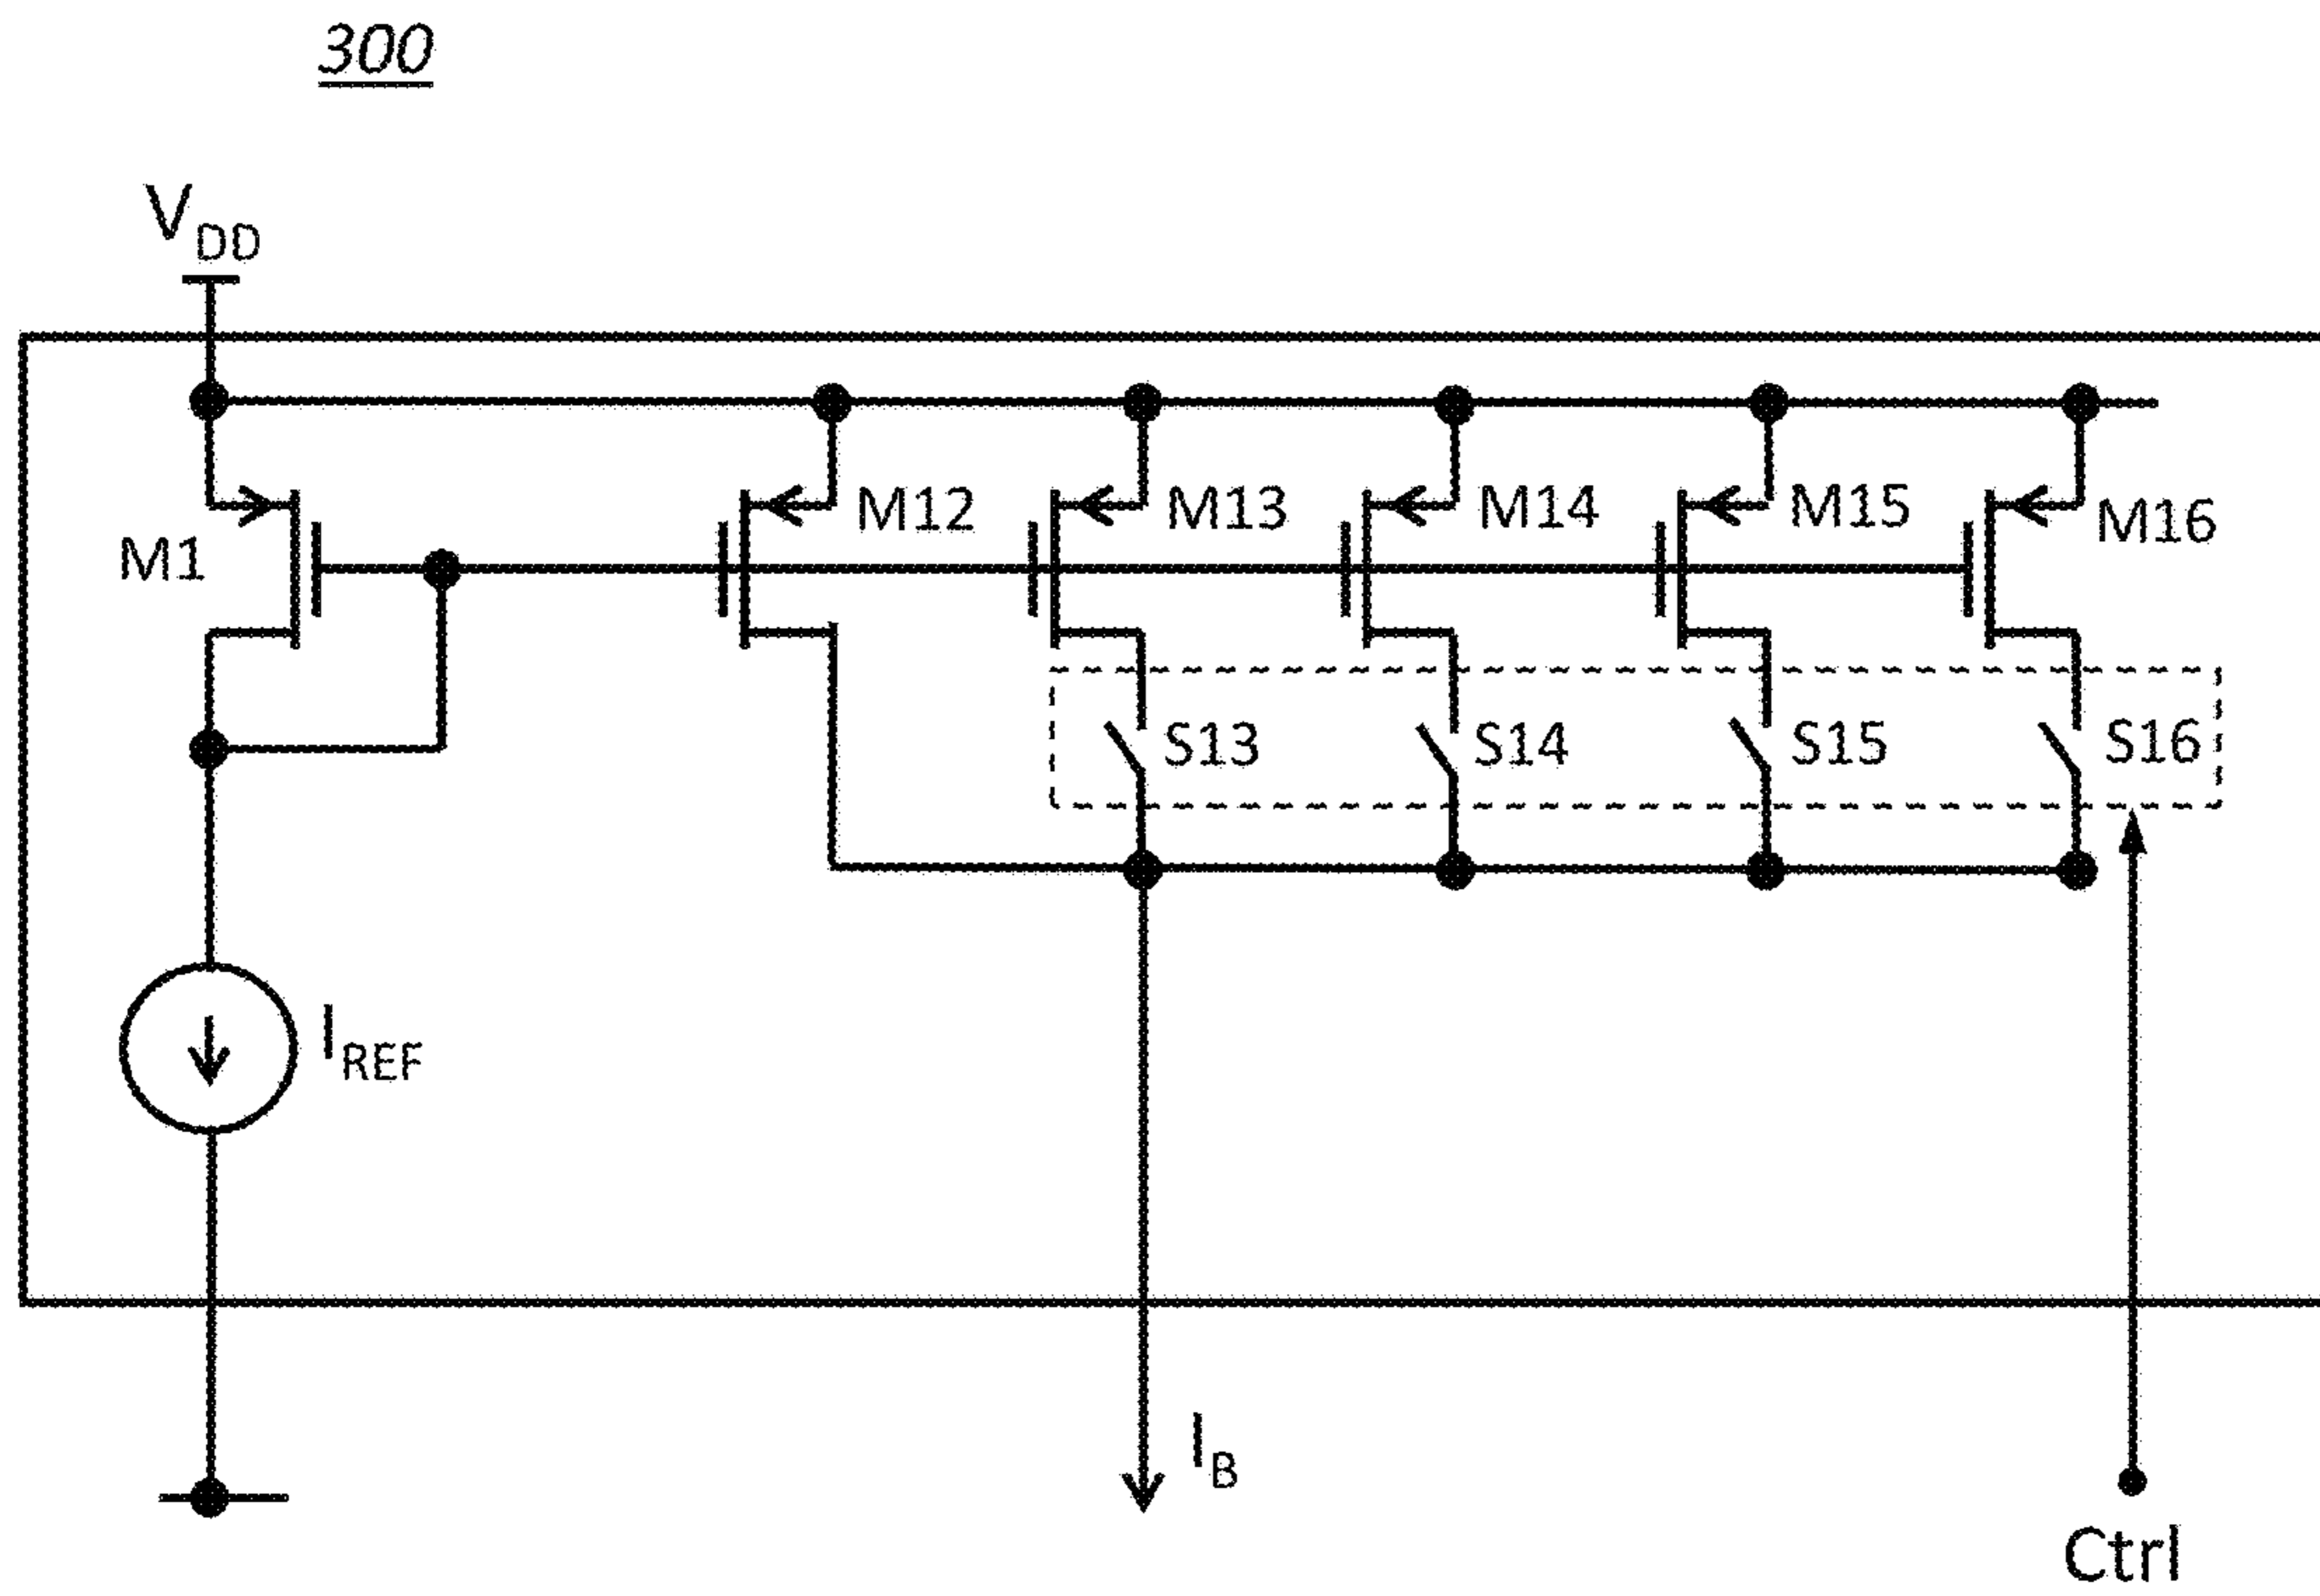 300
VDD
M1
M12
M13
M14
M15
M16
S13
S14
S15
S16
IREF
IB
Ctrl